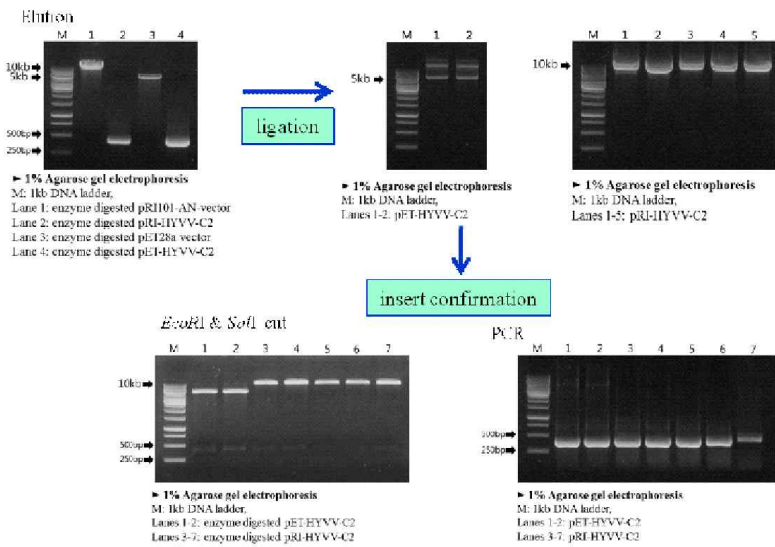 Elution
M 1 2 3 4
10kb
5kb
500bp
250bp
► 1% Agarose gel electrophoresis
M: 1kb DNA ladder,
Lane 1: enzyme digested pRI101-AN-vector
Lane 2: enzyme digested pRI-HYVV-C2
Lane 3: enzyme digested pET28a vector
Lane 4: enzyme digested pET-HYVV-C2
ligation
M 1 2
5kb
► 1% Agarose gel electrophoresis
M: 1kb DNA ladder,
Lanes 1-2: pET-HYVV-C2
1 2 3 4 5
10kb
► 1% Agarose gel electrophoresis
M: 1kb DNA ladder,
Lanes 1-5: pRI-HYVV-C2
insert confirmation
EcoRI & SalI cut
M 1 2 3 4 5 6 7
10kb
500bp
250bp
► 1% Agarose gel electrophoresis
M: 1kb DNA ladder,
Lanes 1-2: enzyme digested pET-HYVV-C2
Lanes 3-7: enzyme digested pRI-HYVV-C2
PCR
M 1 2 3 4 5 6 7
500bp
250bp
► 1% Agarose gel electrophoresis
M: 1kb DNA ladder,
Lanes 1-2: pET-HYVV-C2
Lanes 3-7: pRI-HYVV-C2